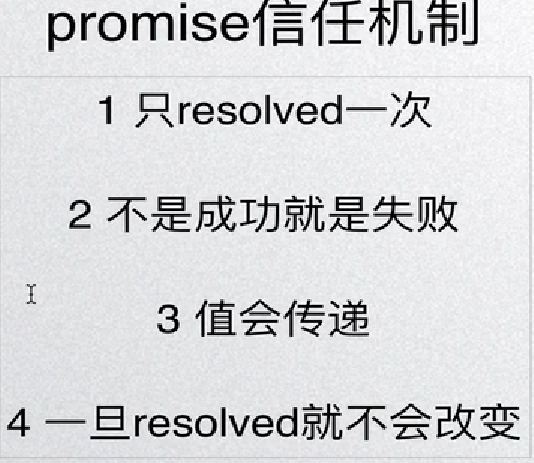 promise信任机制
1 只resolved一次
2 不是成功就是失败
3 值会传递
4 一旦resolved就不会改变